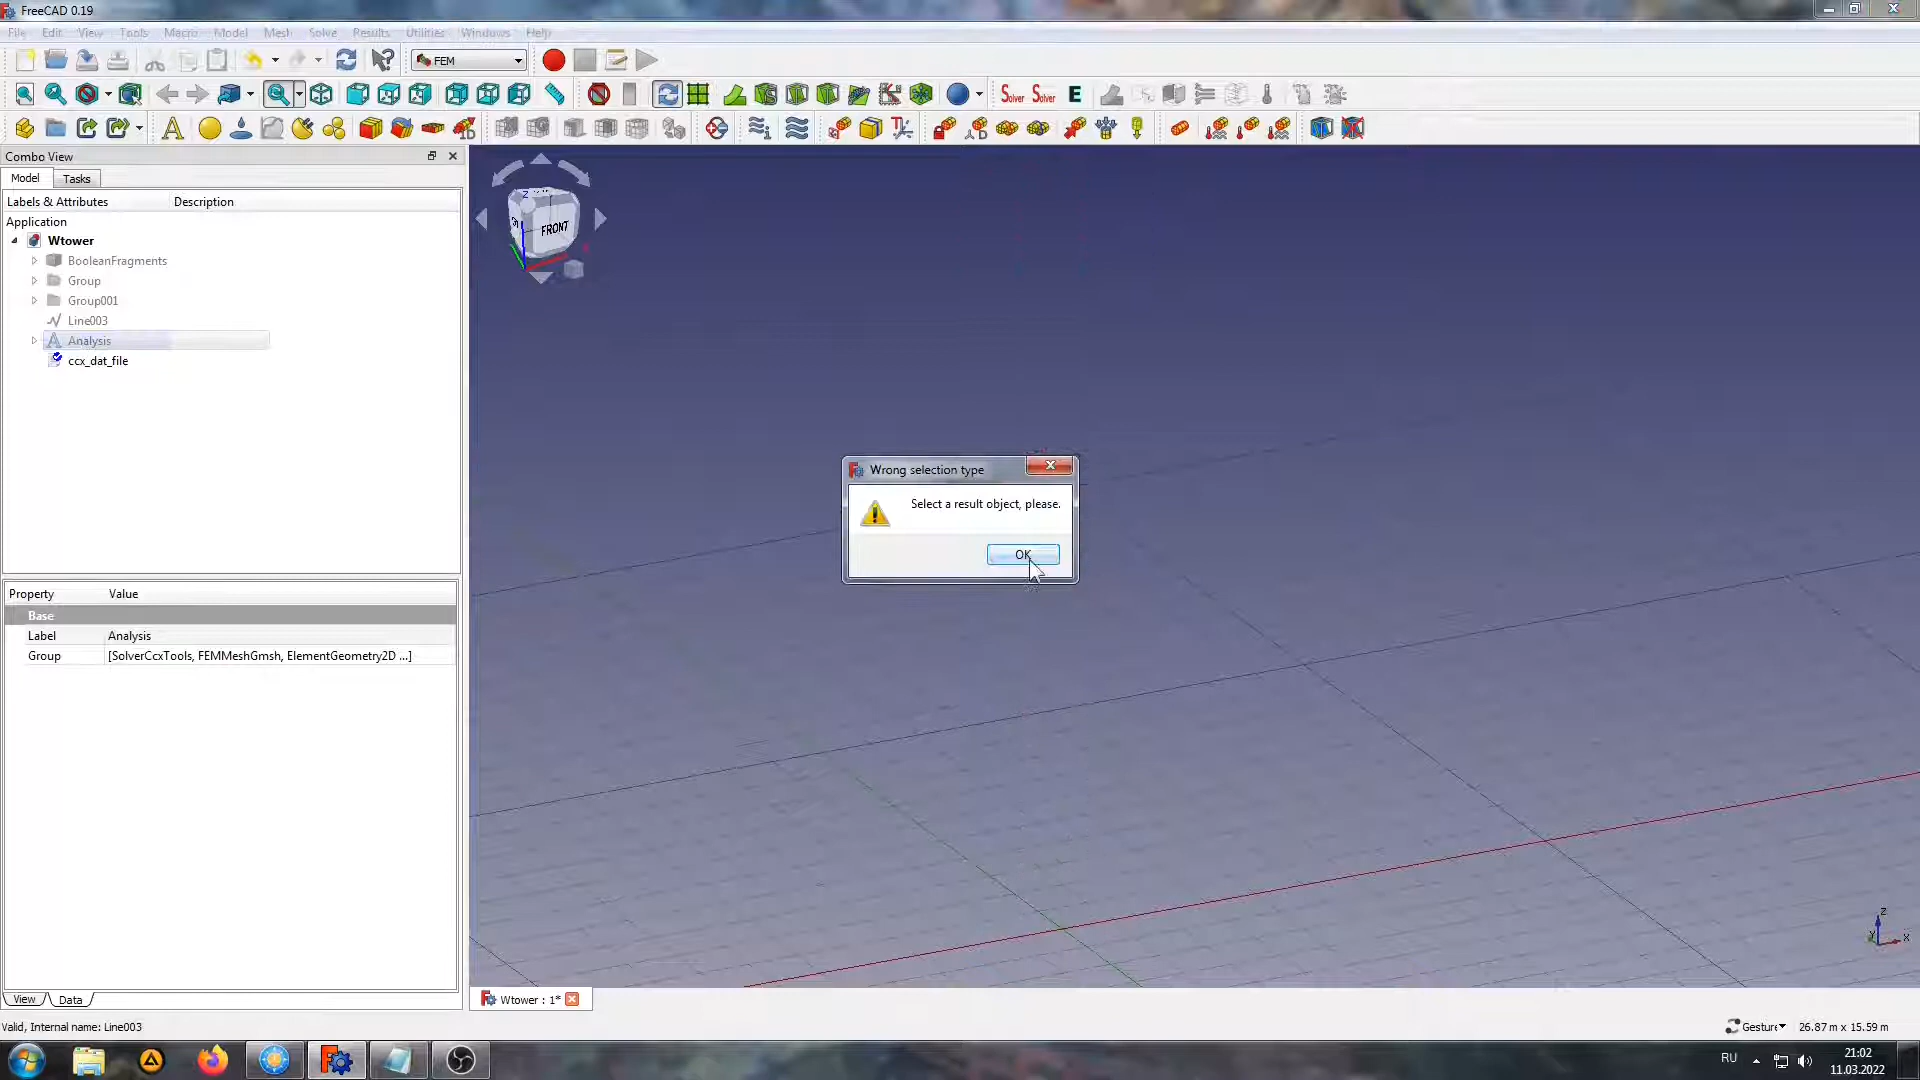 FreeCAD 0.19
File Edit View Tools Macro Model Mesh Solve Results Utilities Windows Help
FEM
Solver Solver E
A
Combo View
Model Tasks
Labels & Attributes Description
Application
Wtower
BooleanFragments
Group
Group001
Line003
Analysis
ccx_dat_file
Z
FRONT
Wrong selection type
Select a result object, please.
OK
Property Value
Base
Label Analysis
Group [SolverCcxTools, FEMMeshGmsh, ElementGeometry2D ...]
Z
Y X
View Data
Wtower : 1*
Valid, Internal name: Line003
Gesture 26.87 m x 15.59 m
RU
21:02
11.03.2022